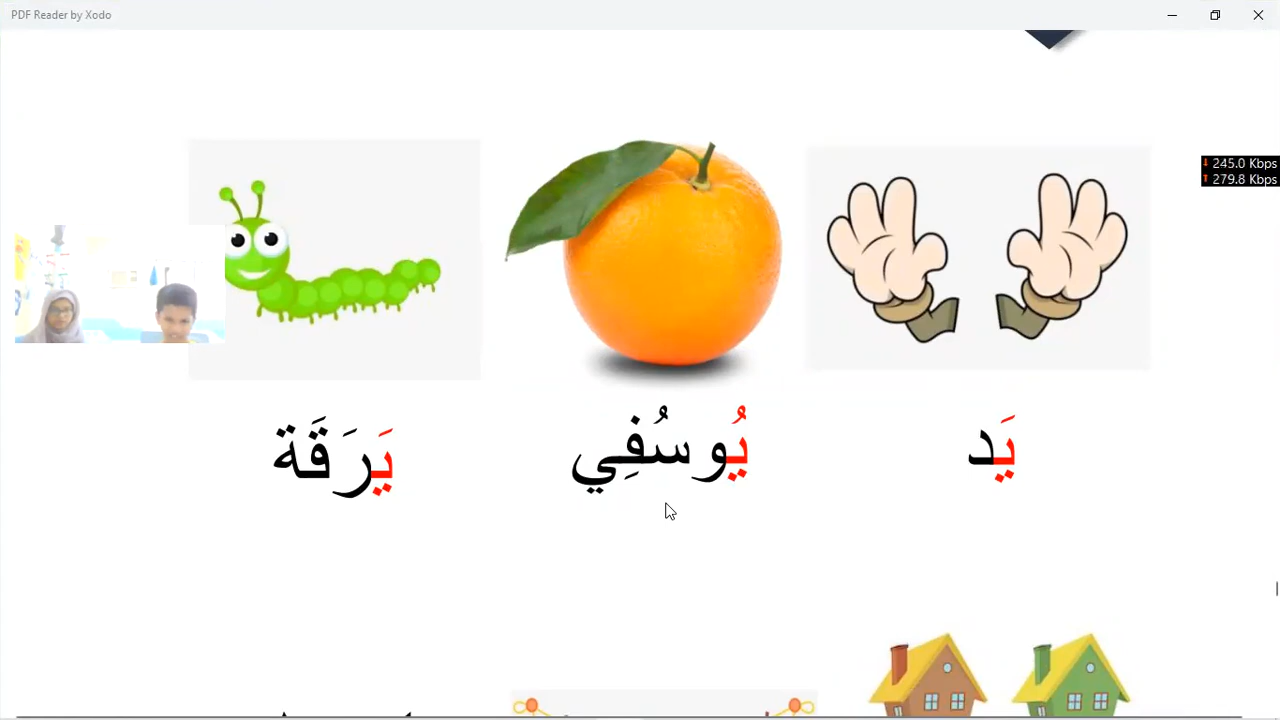 PDF Reader by Xodo
245.0 Kbps
279.8 Kbps
يَد يُوسُفِي يَرَقَة